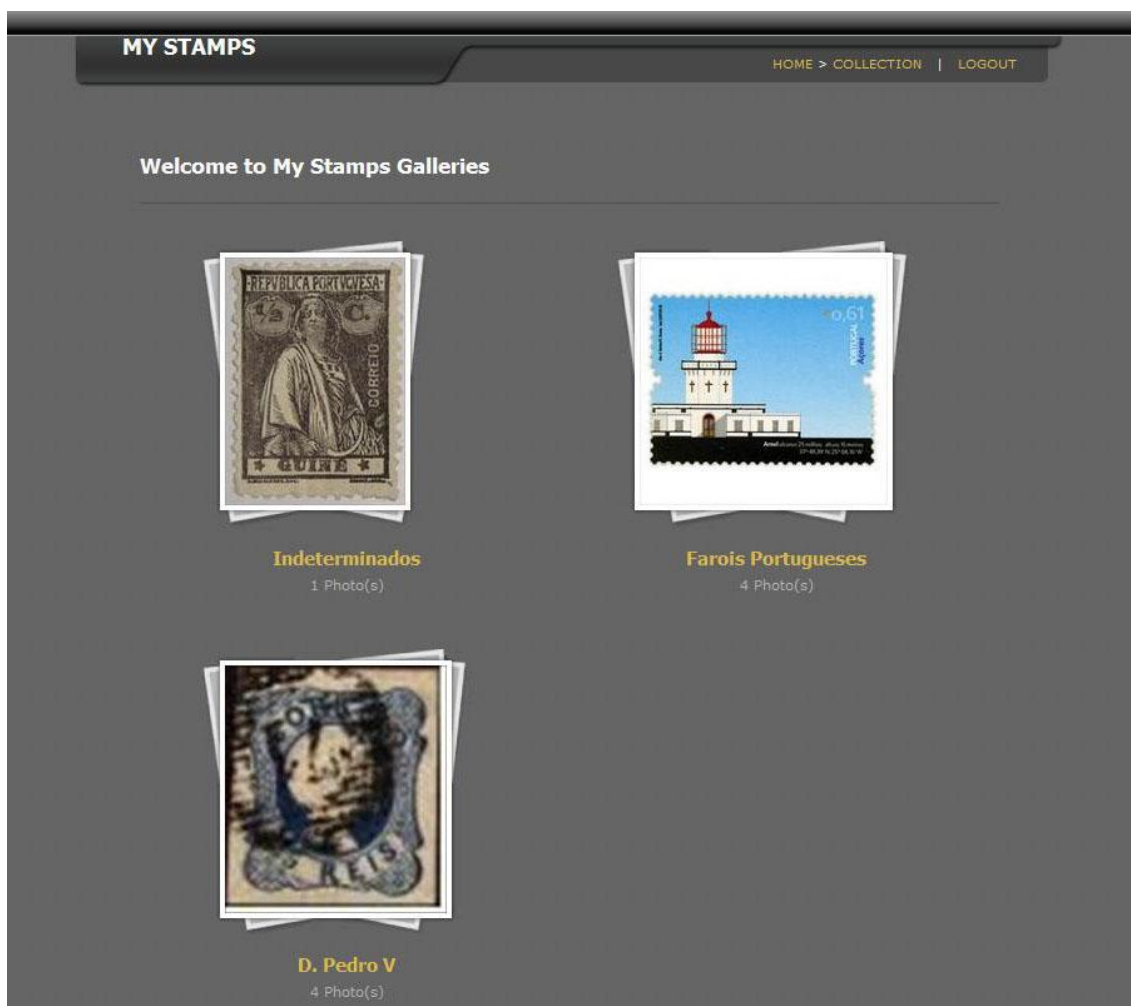 MY STAMPS
HOME > COLLECTION | LOGOUT
Welcome to My Stamps Galleries
·REPVBLICA PORTVGVESA·
½ C.
CORREIO
GUINÉ
0,61
PORTUGAL
Açores
Indeterminados
1 Photo(s)
Farois Portugueses
4 Photo(s)
REIS
D. Pedro V
4 Photo(s)